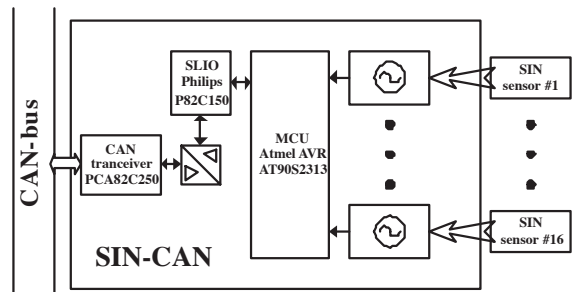 CAN-bus
SLIO
Philips
P82C150
CAN
tranceiver
PCA82C250
MCU
Atmel AVR
AT90S2313
SIN
sensor #1
SIN
sensor #16
SIN-CAN